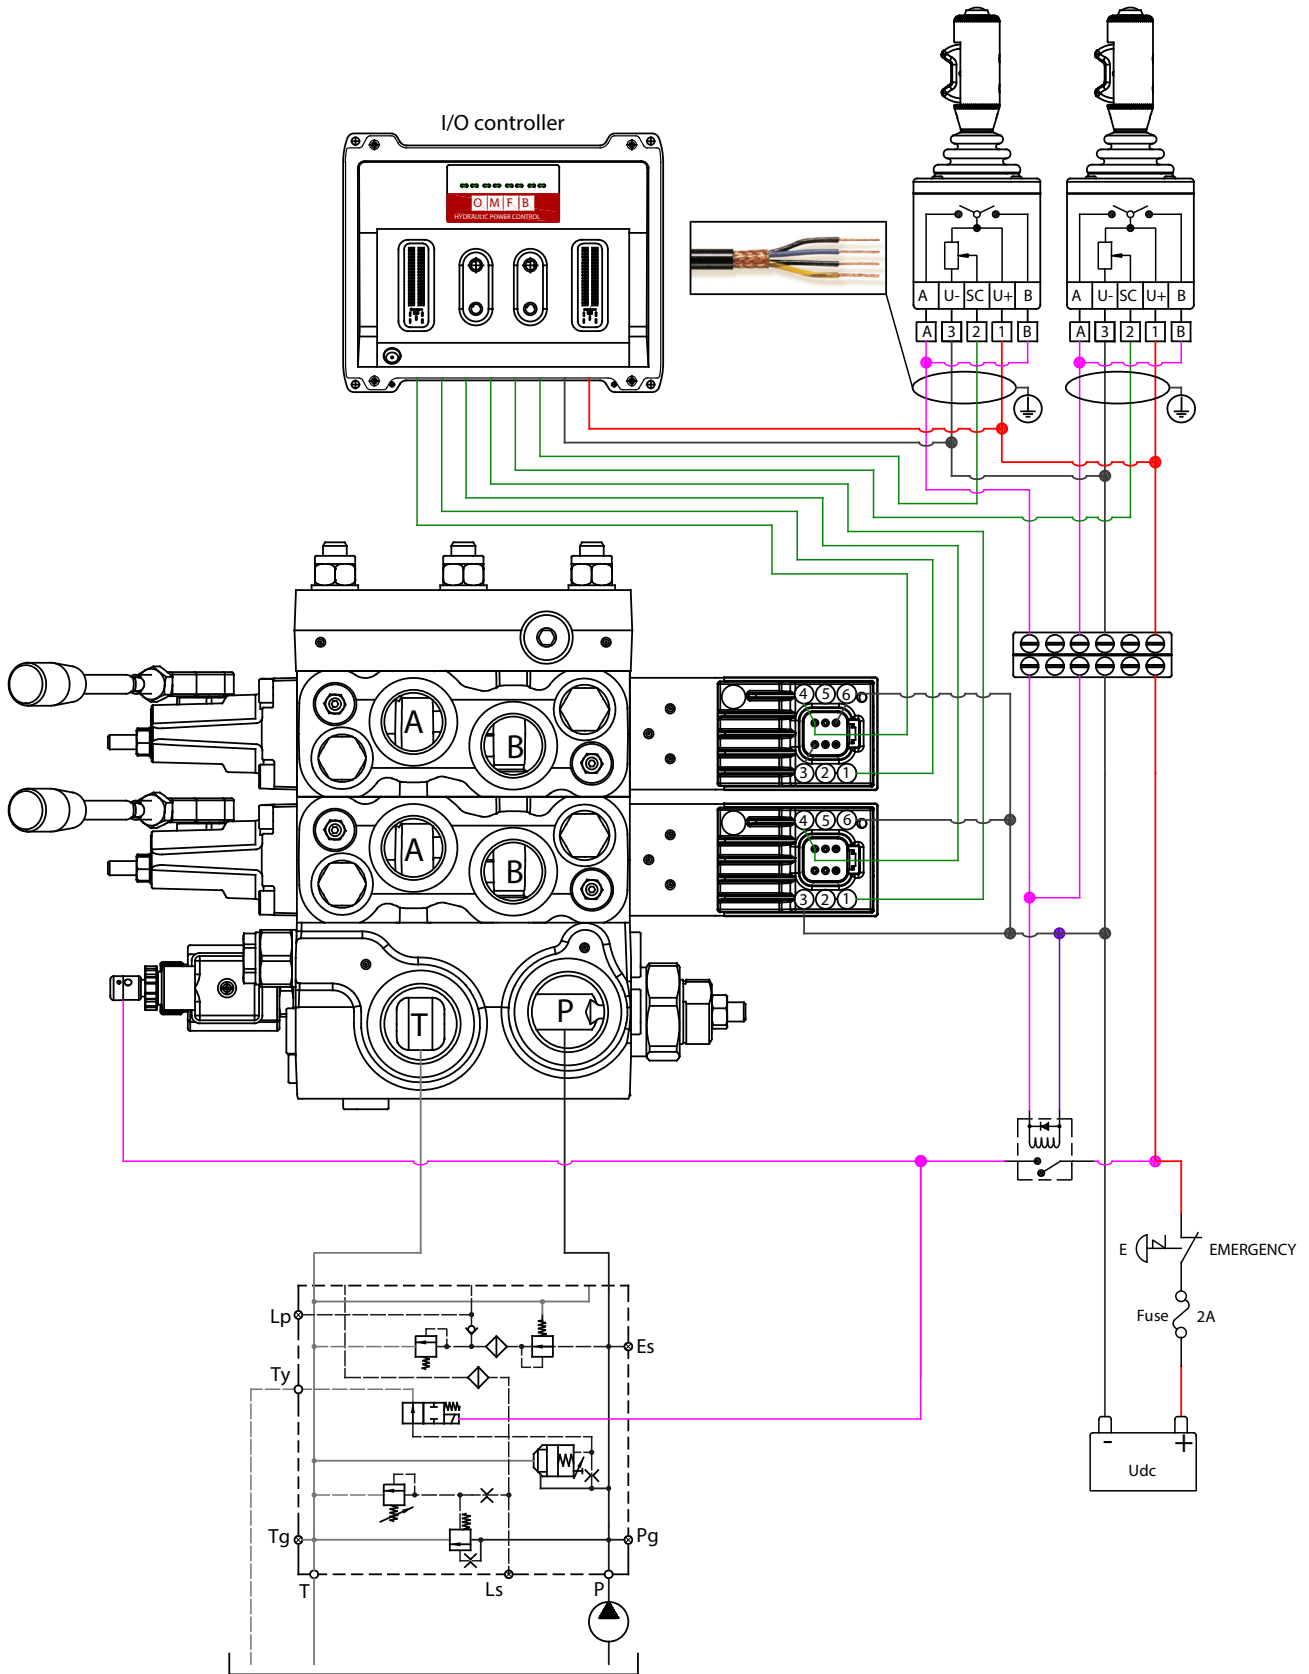 I/O controller
O M F B
HYDRAULIC POWER CONTROL
A U- SC U+ B
A U- SC U+ B
A 3 2 1 B
A 3 2 1 B
4 5 6
A
B
3 2 1
4 5 6
A
B
3 2 1
T
P
E
EMERGENCY
Fuse
2A
Lp
Es
Ty
- +
Udc
Tg
Pg
T
Ls
P